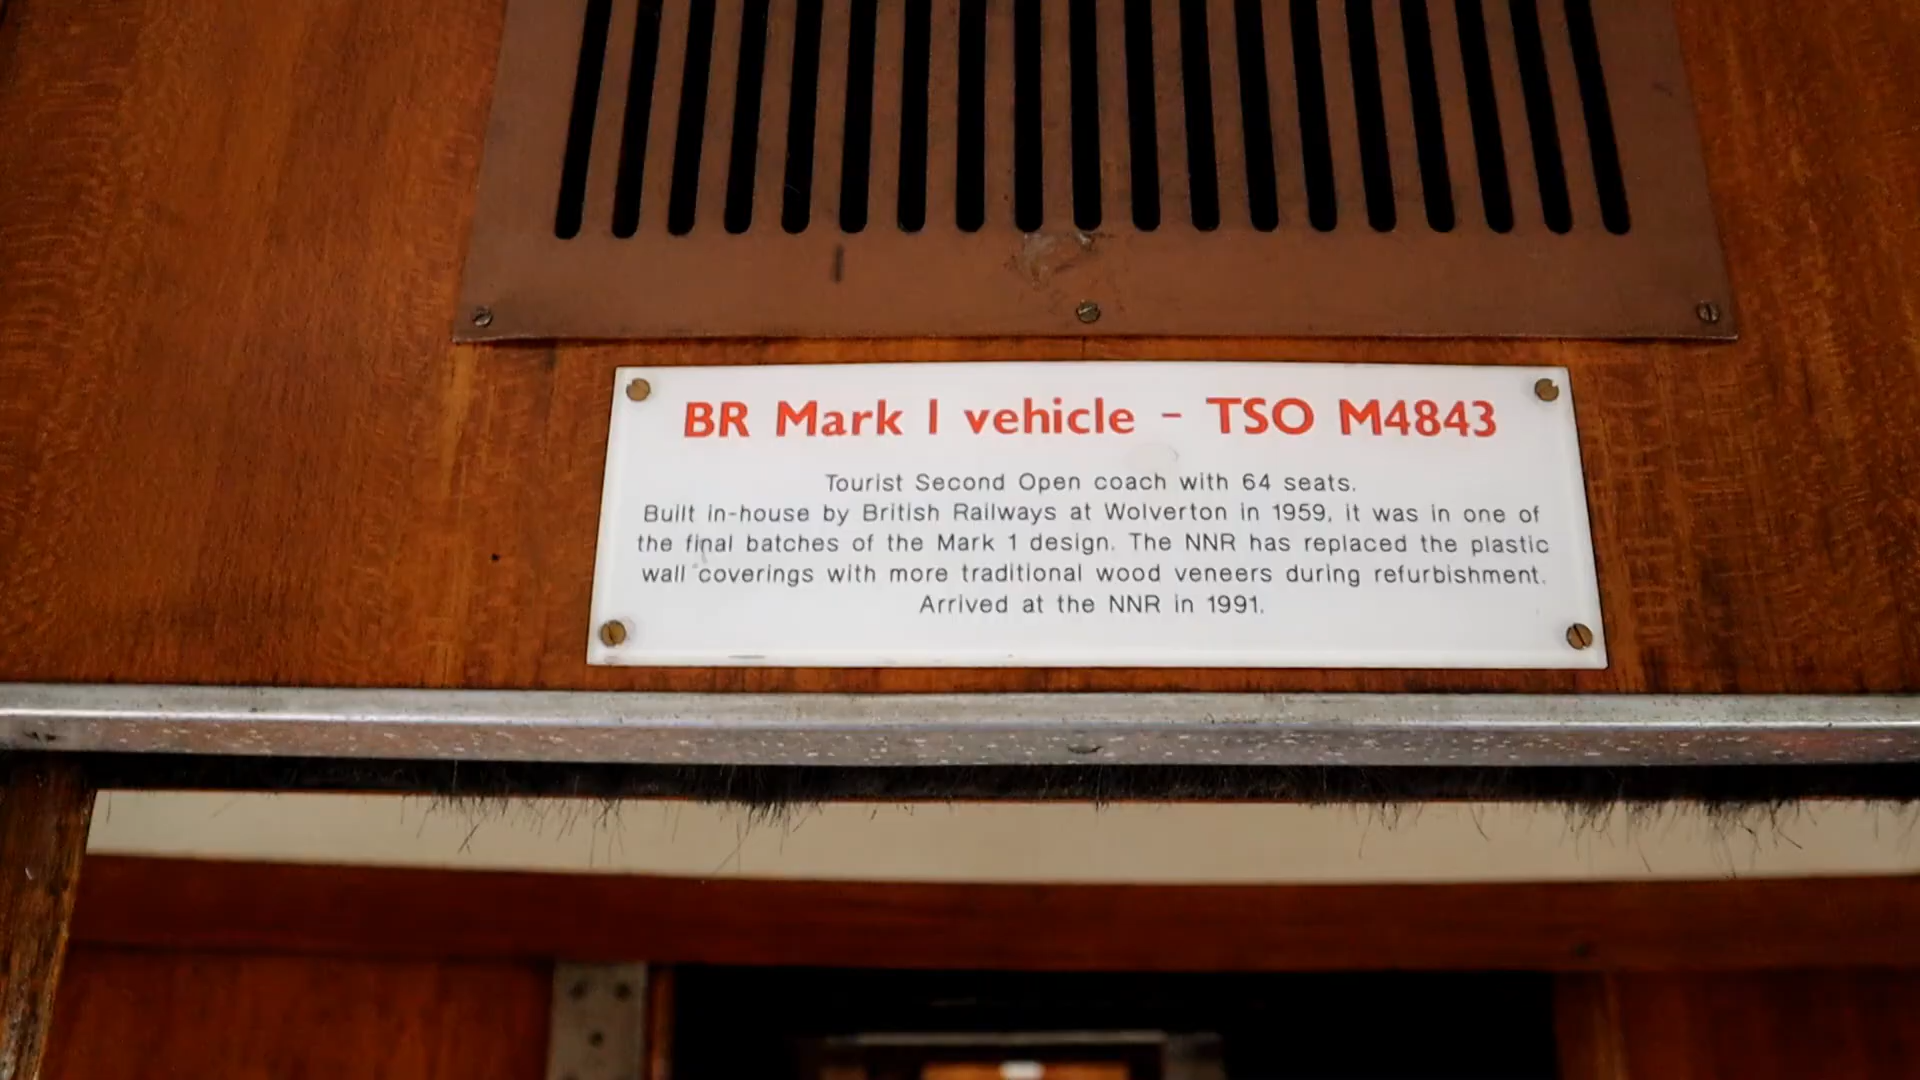 BR Mark 1 vehicle - TSO M4843
Tourist Second Open coach with 64 seats.
Built in-house by British Railways at Wolverton in 1959, it was in one of
the final batches of the Mark 1 design. The NNR has replaced the plastic
wall coverings with more traditional wood veneers during refurbishment.
Arrived at the NNR in 1991.